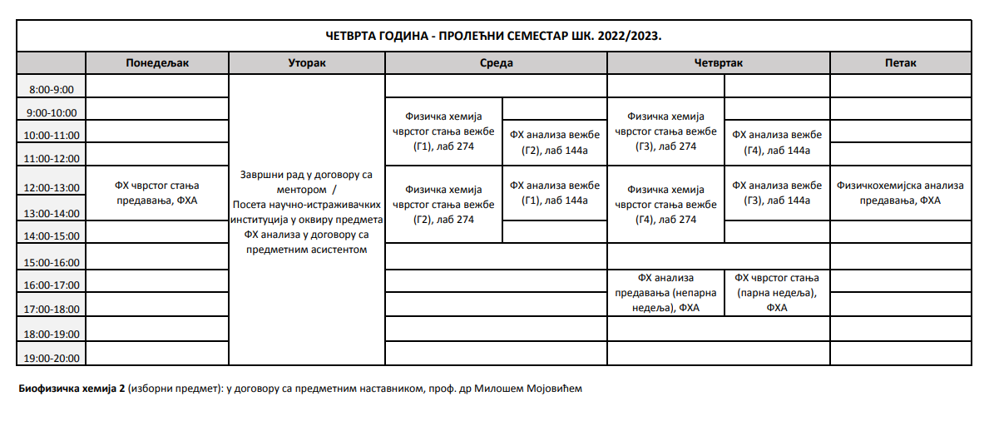 ЧЕТВРТА ГОДИНА - ПРОЛЕЋНИ СЕМЕСТАР ШК. 2022/2023.
Понедељак Уторак Среда Четвртак Петак
8:00-9:00
9:00-10:00
10:00-11:00
11:00-12:00
12:00-13:00
13:00-14:00
14:00-15:00
15:00-16:00
16:00-17:00
17:00-18:00
18:00-19:00
19:00-20:00
ФХ чврстог стања
предавања, ФХА
Завршни рад у договору са
ментором /
Посета научно-истраживачких
институција у оквиру предмета
ФХ анализа у договору са
предметним асистентом
Физичка хемија
чврстог стања вежбе
(Г1), лаб 274
ФХ анализа вежбе
(Г2), лаб 144а
Физичка хемија
чврстог стања вежбе
(Г2), лаб 274
ФХ анализа вежбе
(Г1), лаб 144а
Физичка хемија
чврстог стања вежбе
(Г3), лаб 274
ФХ анализа вежбе
(Г4), лаб 144а
Физичка хемија
чврстог стања вежбе
(Г4), лаб 274
ФХ анализа вежбе
(Г3), лаб 144а
ФХ анализа
предавања (непарна
недеља), ФХА
ФХ чврстог стања
(парна недеља),
ФХА
Физичкохемијска анализа
предавања, ФХА
Биофизичка хемија 2 (изборни предмет): у договору са предметним наставником, проф. др Милошем Мојовићем